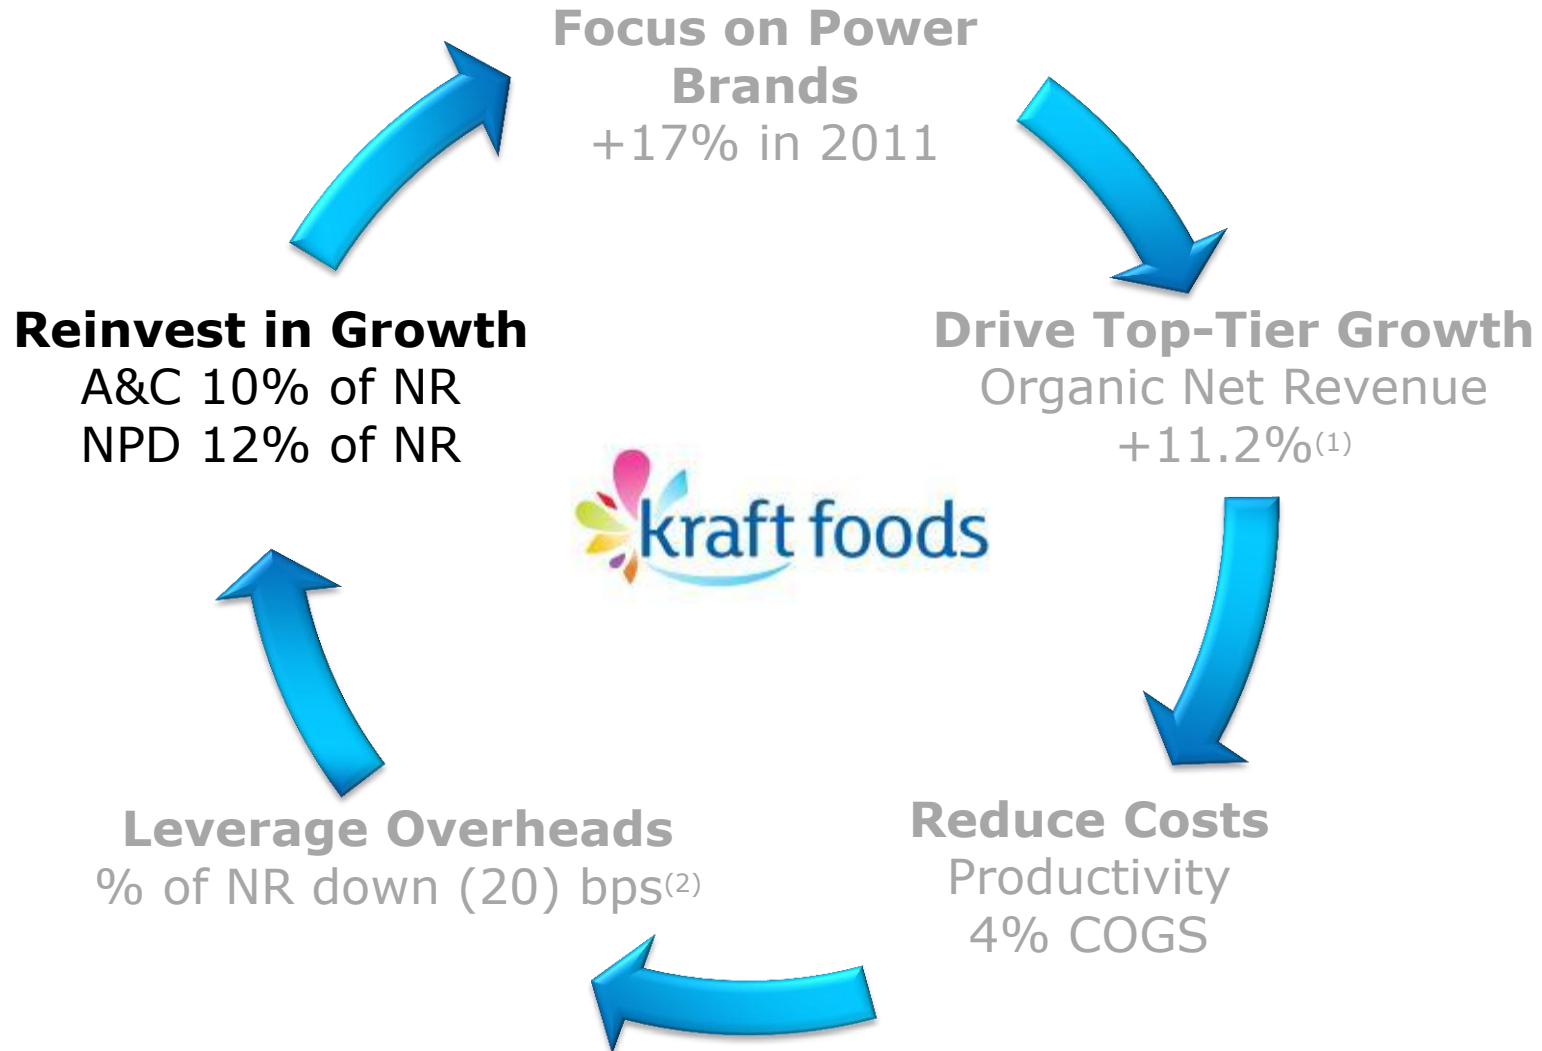 Focus on Power
Brands
+17% in 2011
Drive Top-Tier Growth
Organic Net Revenue
+11.2%(1)
Reduce Costs
Productivity
4% COGS
Leverage Overheads
% of NR down (20) bps(2)
Reinvest in Growth
A&C 10% of NR
NPD 12% of NR
kraft foods